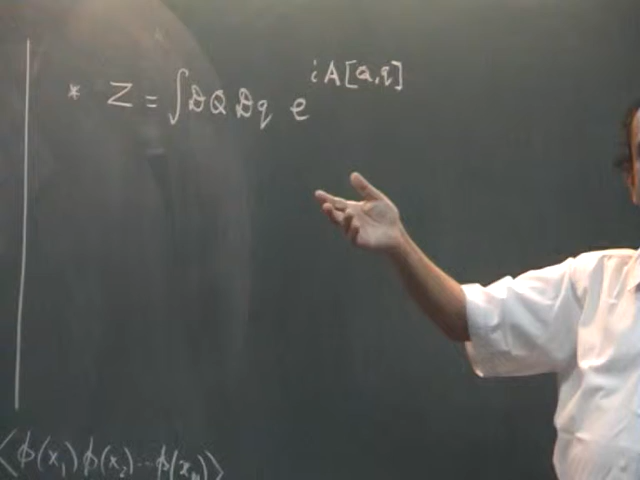 * Z = ∫DQ Dq e^{iA[Q,q]}
⟨ϕ(x₁)ϕ(x₂)⋯ϕ(xₙ)⟩